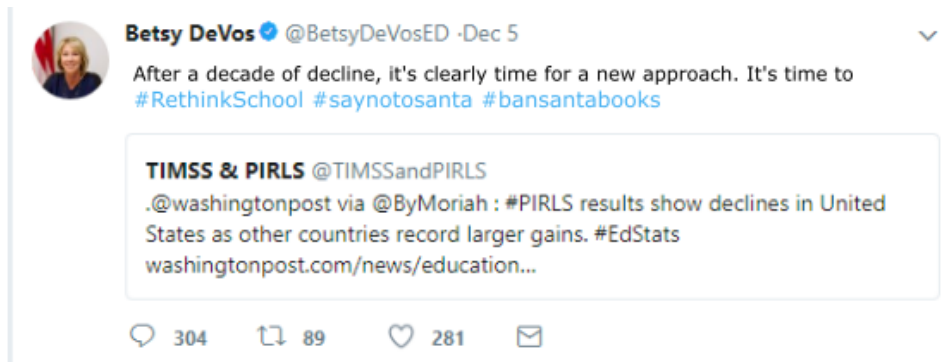 Betsy DeVos @BetsyDeVosED ·Dec 5
After a decade of decline, it's clearly time for a new approach. It's time to
#RethinkSchool #saynotosanta #bansantabooks
TIMSS & PIRLS @TIMSSandPIRLS
.@washingtonpost via @ByMoriah : #PIRLS results show declines in United
States as other countries record larger gains. #EdStats
washingtonpost.com/news/education...
304 89 281